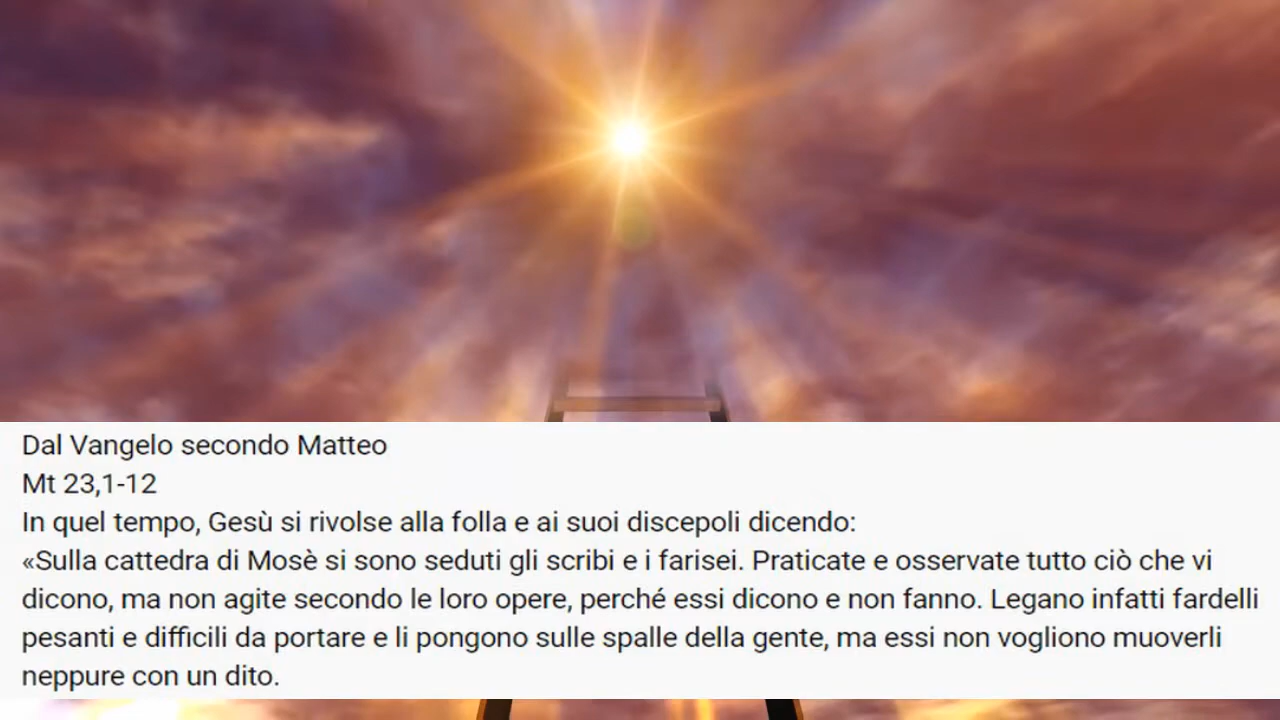 Dal Vangelo secondo Matteo
Mt 23,1-12
In quel tempo, Gesù si rivolse alla folla e ai suoi discepoli dicendo:
«Sulla cattedra di Mosè si sono seduti gli scribi e i farisei. Praticate e osservate tutto ciò che vi
dicono, ma non agite secondo le loro opere, perché essi dicono e non fanno. Legano infatti fardelli
pesanti e difficili da portare e li pongono sulle spalle della gente, ma essi non vogliono muoverli
neppure con un dito.